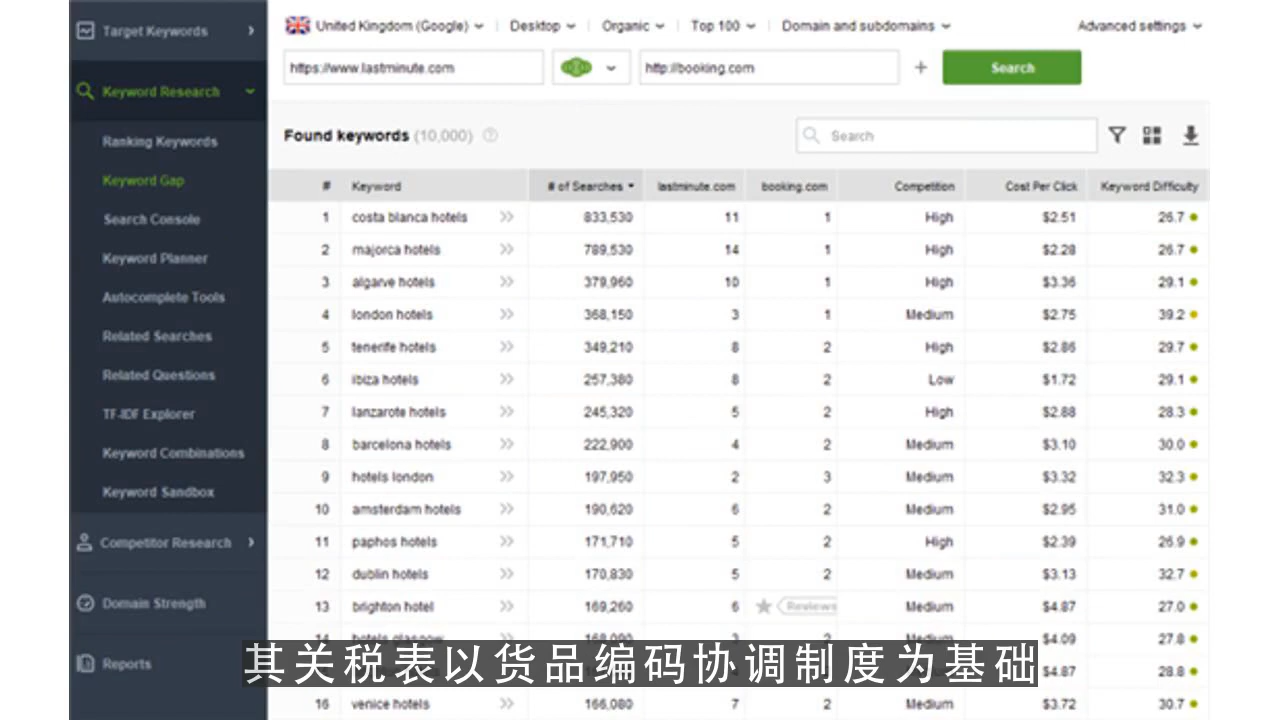 Target Keywords
Keyword Research
Ranking Keywords
Keyword Gap
Search Console
Keyword Planner
Autocomplete Tools
Related Searches
Related Questions
TF-IDF Explorer
Keyword Combinations
Keyword Sandbox
Competitor Research
Domain Strength
Reports
United Kingdom (Google) Desktop Organic Top 100 Domain and subdomains Advanced settings
https://www.lastminute.com http://booking.com + Search
Found keywords (10,000) Search
# Keyword # of Searches lastminute.com booking.com Competition Cost Per Click Keyword Difficulty
1 costa blanca hotels 833,530 11 1 High $2.51 26.7
2 majorca hotels 789,530 14 1 High $2.28 26.7
3 algarve hotels 379,960 10 1 High $3.36 29.1
4 london hotels 368,150 3 1 Medium $2.75 39.2
5 tenerife hotels 349,210 8 2 High $2.86 29.7
6 ibiza hotels 257,380 8 2 Low $1.72 29.1
7 lanzarote hotels 245,320 5 2 High $2.88 28.3
8 barcelona hotels 222,900 4 2 Medium $3.10 30.0
9 hotels london 197,950 2 3 Medium $3.32 32.3
10 amsterdam hotels 190,620 6 2 Medium $2.95 31.0
11 paphos hotels 171,710 5 2 High $2.39 26.9
12 dublin hotels 170,830 5 2 Medium $3.13 32.7
13 brighton hotel 169,260 6 Reviews Medium $4.87 27.0
14 hotels glasgow 168,090 3 2 Medium $4.09 27.8
$4.87 28.8
16 venice hotels 166,080 7 2 Medium $3.72 30.7
其关税表以货品编码协调制度为基础